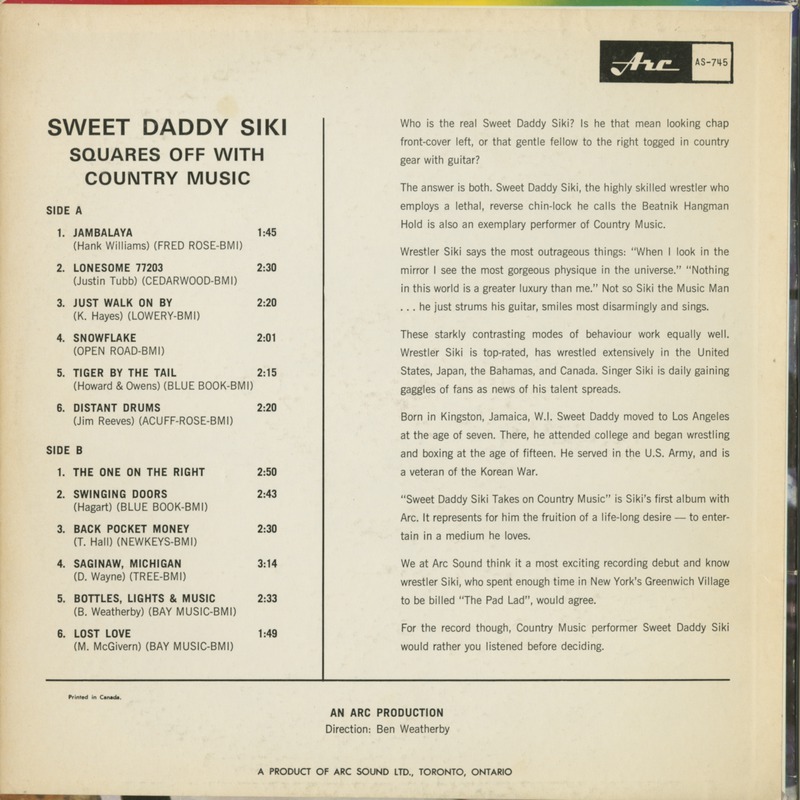 Arc AS-745
SWEET DADDY SIKI
SQUARES OFF WITH
COUNTRY MUSIC
SIDE A
1. JAMBALAYA 1:45
(Hank Williams) (FRED ROSE-BMI)
2. LONESOME 77203 2:30
(Justin Tubb) (CEDARWOOD-BMI)
3. JUST WALK ON BY 2:20
(K. Hayes) (LOWERY-BMI)
4. SNOWFLAKE 2:01
(OPEN ROAD-BMI)
5. TIGER BY THE TAIL 2:15
(Howard & Owens) (BLUE BOOK-BMI)
6. DISTANT DRUMS 2:20
(Jim Reeves) (ACUFF-ROSE-BMI)
SIDE B
1. THE ONE ON THE RIGHT 2:50
2. SWINGING DOORS 2:43
(Hagart) (BLUE BOOK-BMI)
3. BACK POCKET MONEY 2:30
(T. Hall) (NEWKEYS-BMI)
4. SAGINAW, MICHIGAN 3:14
(D. Wayne) (TREE-BMI)
5. BOTTLES, LIGHTS & MUSIC 2:33
(B. Weatherby) (BAY MUSIC-BMI)
6. LOST LOVE 1:49
(M. McGivern) (BAY MUSIC-BMI)
Who is the real Sweet Daddy Siki? Is he that mean looking chap
front-cover left, or that gentle fellow to the right togged in country
gear with guitar?
The answer is both. Sweet Daddy Siki, the highly skilled wrestler who
employs a lethal, reverse chin-lock he calls the Beatnik Hangman
Hold is also an exemplary performer of Country Music.
Wrestler Siki says the most outrageous things: “When I look in the
mirror I see the most gorgeous physique in the universe.” “Nothing
in this world is a greater luxury than me.” Not so Siki the Music Man
. . . he just strums his guitar, smiles most disarmingly and sings.
These starkly contrasting modes of behaviour work equally well.
Wrestler Siki is top-rated, has wrestled extensively in the United
States, Japan, the Bahamas, and Canada. Singer Siki is daily gaining
gaggles of fans as news of his talent spreads.
Born in Kingston, Jamaica, W.I. Sweet Daddy moved to Los Angeles
at the age of seven. There, he attended college and began wrestling
and boxing at the age of fifteen. He served in the U.S. Army, and is
a veteran of the Korean War.
“Sweet Daddy Siki Takes on Country Music” is Siki’s first album with
Arc. It represents for him the fruition of a life-long desire — to enter-
tain in a medium he loves.
We at Arc Sound think it a most exciting recording debut and know
wrestler Siki, who spent enough time in New York’s Greenwich Village
to be billed “The Pad Lad”, would agree.
For the record though, Country Music performer Sweet Daddy Siki
would rather you listened before deciding.
Printed in Canada.
AN ARC PRODUCTION
Direction: Ben Weatherby
A PRODUCT OF ARC SOUND LTD., TORONTO, ONTARIO